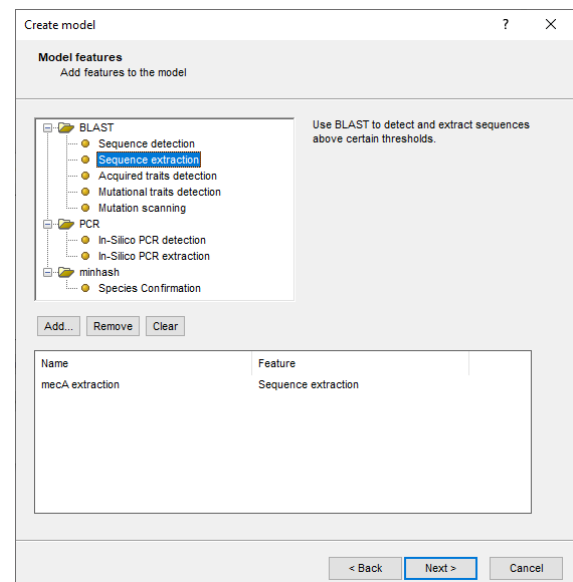 Create model
?
Model features
Add features to the model
BLAST
Sequence detection
Sequence extraction
Acquired traits detection
Mutational traits detection
Mutation scanning
PCR
In-Silico PCR detection
In-Silico PCR extraction
minhash
Species Confirmation
Use BLAST to detect and extract sequences
above certain thresholds.
Add... Remove Clear
Name Feature
mecA extraction Sequence extraction
< Back Next > Cancel